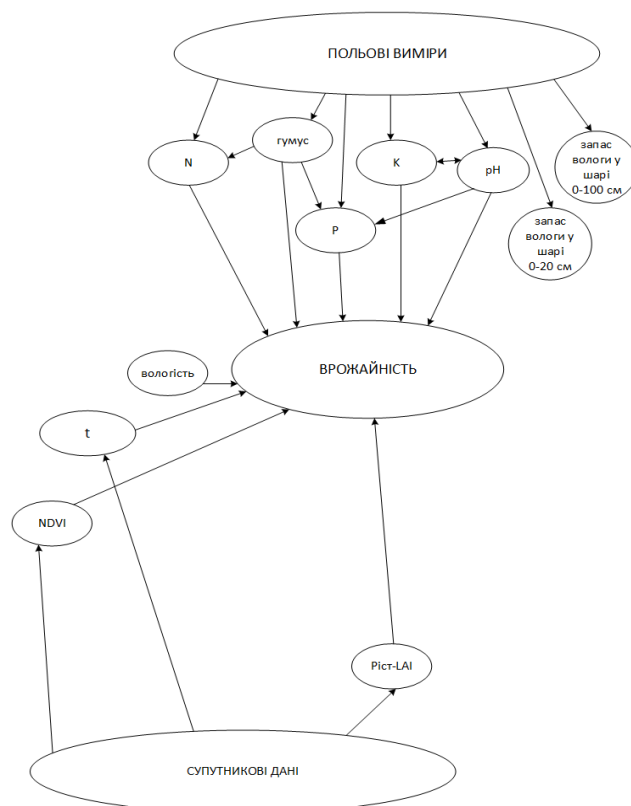 ПОЛЬОВІ ВИМІРИ
гумус
N
K
pH
запас
вологи у
шарі
0-100 см
P
запас
вологи у
шарі
0-20 см
ВРОЖАЙНІСТЬ
вологість
t
NDVI
Ріст-LAI
СУПУТНИКОВІ ДАНІ